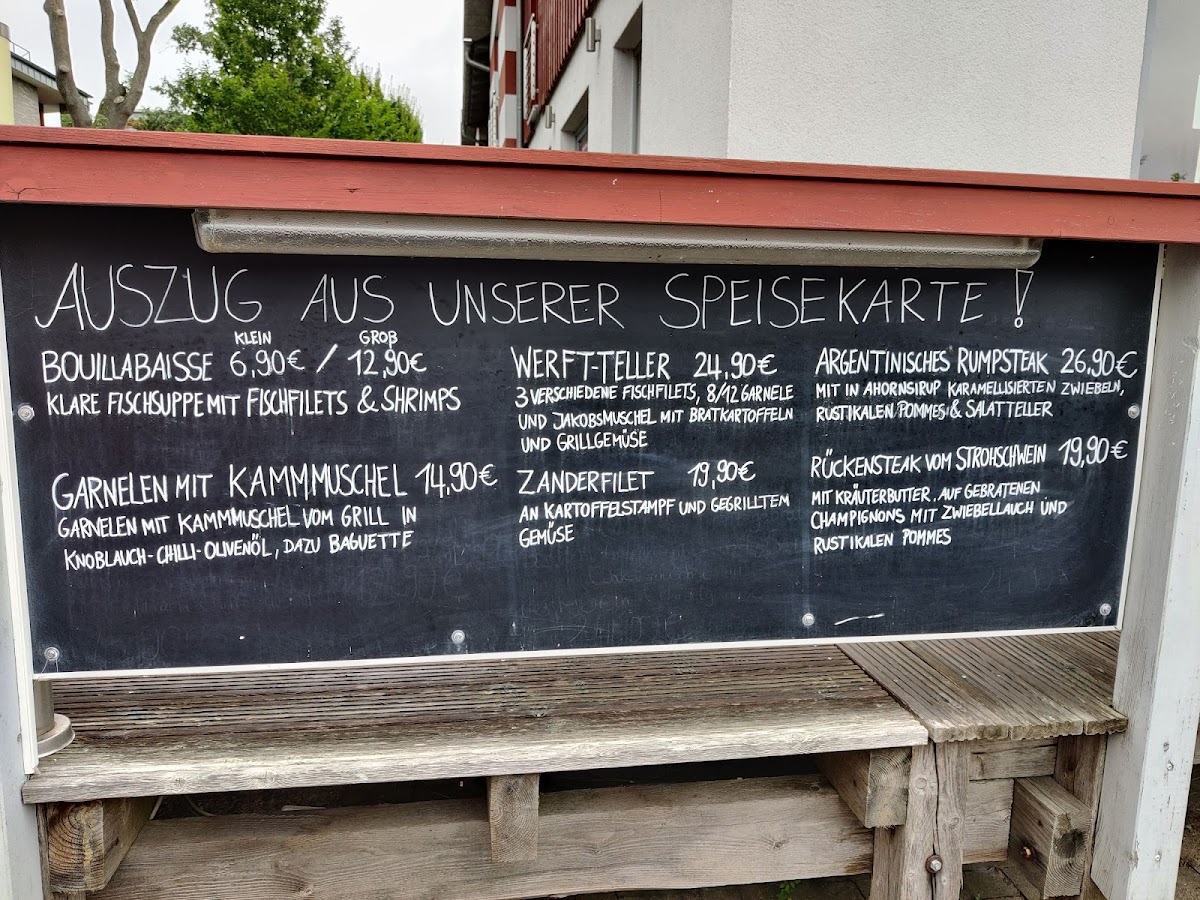 AUSZUG AUS UNSERER SPEISEKARTE!
KLEIN GROß
BOUILLABAISSE 6,90€ / 12,90€
KLARE FISCHSUPPE MIT FISCHFILETS & SHRIMPS
GARNELEN MIT KAMMMUSCHEL 14,90€
GARNELEN MIT KAMMMUSCHEL VOM GRILL IN
KNOBLAUCH-CHILLI-OLIVENÖL, DAZU BAGUETTE
WERFT-TELLER 24,90€
3 VERSCHIEDENE FISCHFILETS, 8/12 GARNELE
UND JAKOBSMUSCHEL MIT BRATKARTOFFELN
UND GRILLGEMÜSE
ZANDERFILET 19,90€
AN KARTOFFELSTAMPF UND GEGRILLTEM
GEMÜSE
ARGENTINISCHES RUMPSTEAK 26,90€
MIT IN AHORNSIRUP KARAMELLISIERTEN ZWIEBELN,
RUSTIKALEN POMMES & SALATTELLER
RÜCKENSTEAK VOM STROHSCHWEIN 19,90€
MIT KRÄUTERBUTTER, AUF GEBRATENEN
CHAMPIGNONS MIT ZWIEBELLAUCH UND
RUSTIKALEN POMMES